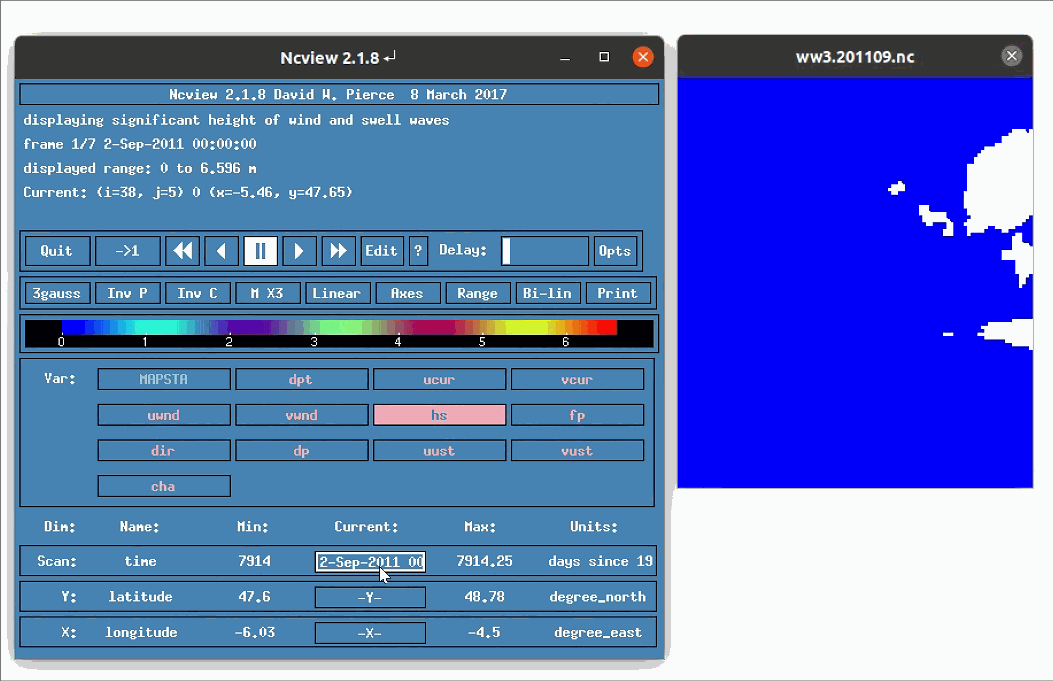 Ncview 2.1.8
ww3.201109.nc
Ncview 2.1.8 David W. Pierce  8 March 2017
displaying significant height of wind and swell waves
frame 1/7 2-Sep-2011 00:00:00
displayed range: 0 to 6.596 m
Current: (i=38, j=5) 0 (x=-5.46, y=47.65)
Quit ->1 Edit ? Delay: Opts
3gauss Inv P Inv C M X3 Linear Axes Range Bi-lin Print
0 1 2 3 4 5 6
Var: MAPSTA dpt ucur vcur
uwnd vwnd hs fp
dir dp uust vust
cha
Dim: Name: Min: Current: Max: Units:
Scan: time 7914 2-Sep-2011 00 7914.25 days since 19
Y: latitude 47.6 -Y- 48.78 degree_north
X: longitude -6.03 -X- -4.5 degree_east